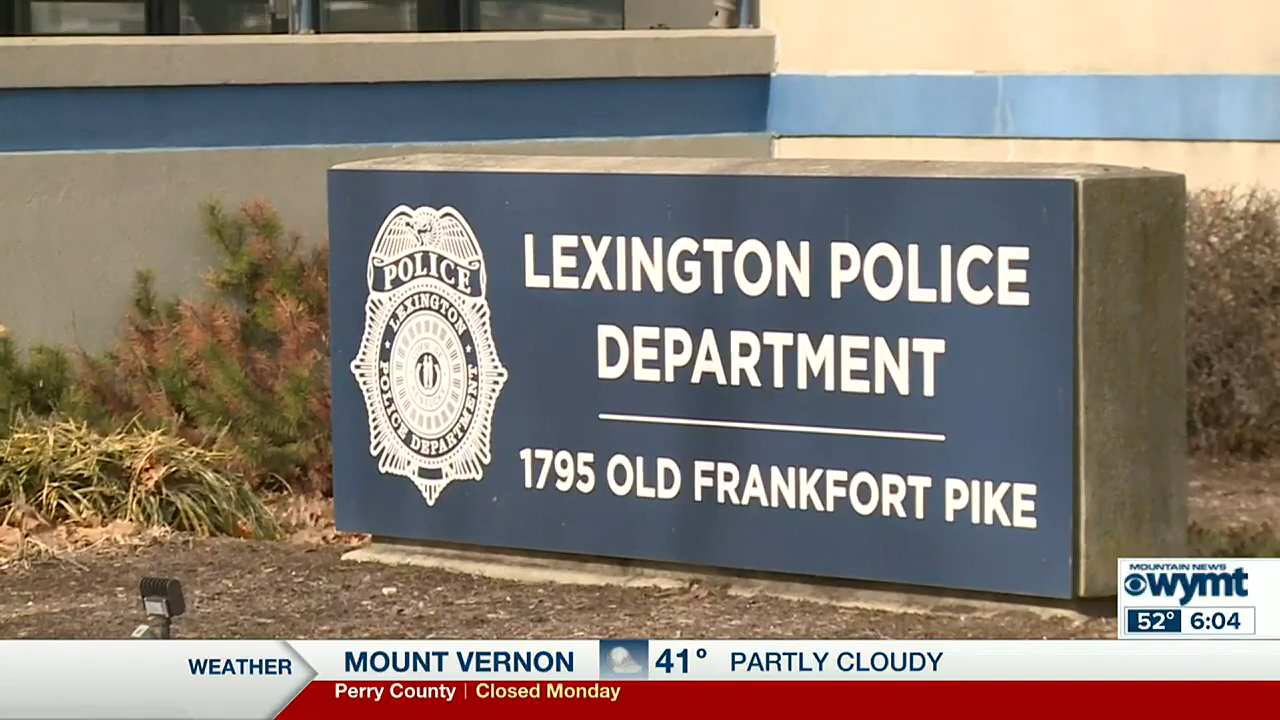 POLICE
LEXINGTON
POLICE DEPARTMENT
LEXINGTON POLICE
DEPARTMENT
1795 OLD FRANKFORT PIKE
MOUNTAIN NEWS
wymt
52° 6:04
WEATHER
MOUNT VERNON 41° PARTLY CLOUDY
Perry County | Closed Monday